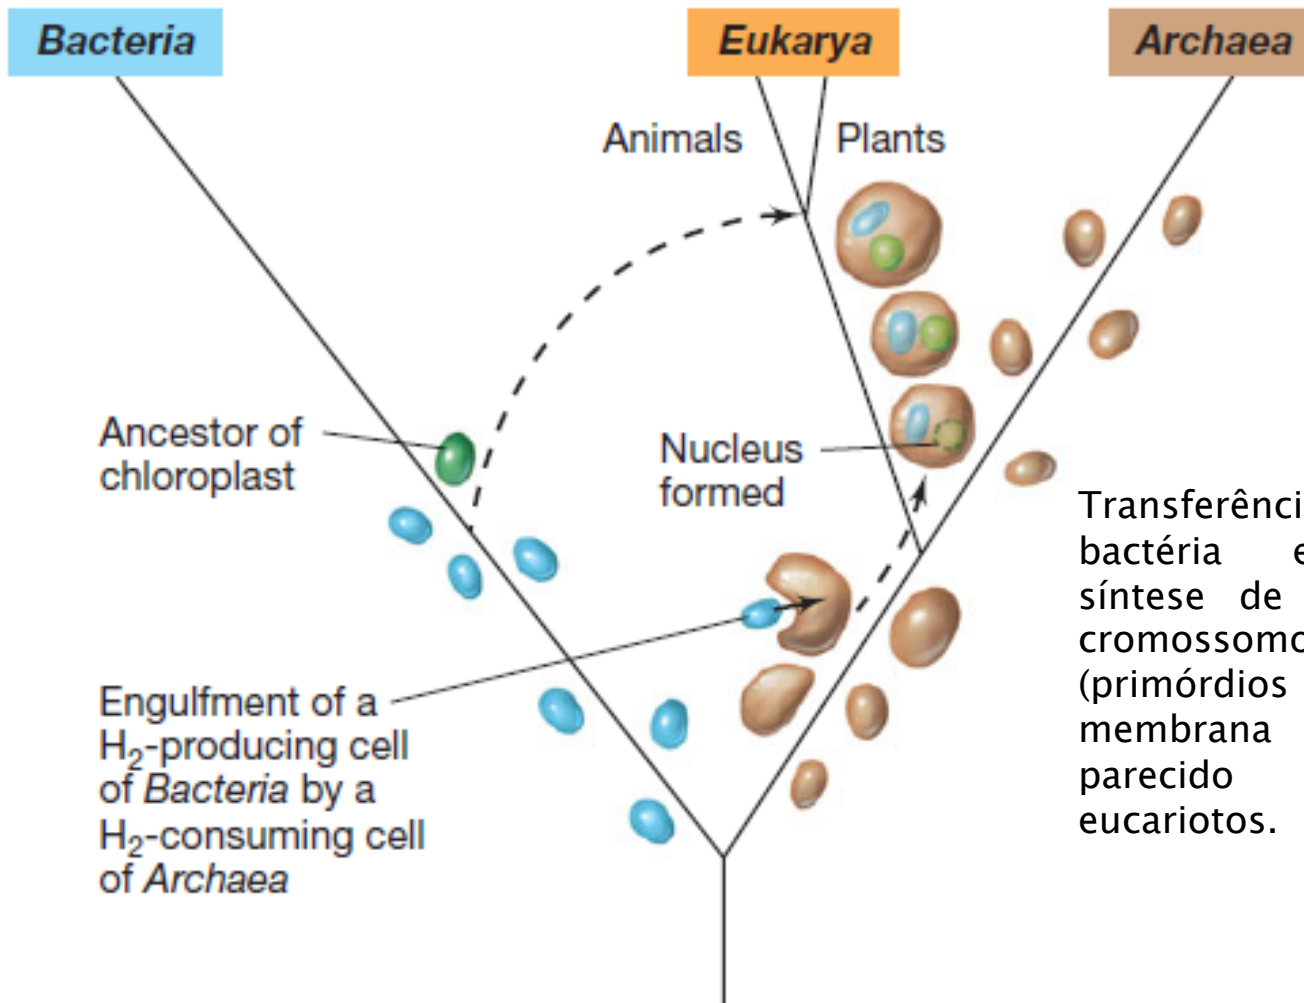 Bacteria
Eukarya
Archaea
Animals
Plants
Ancestor of
chloroplast
Nucleus
formed
Engulfment of a
H₂-producing cell
of Bacteria by a
H₂-consuming cell
of Archaea
bactéria
síntese de
(primórdios
membrana
parecido
eucariotos.